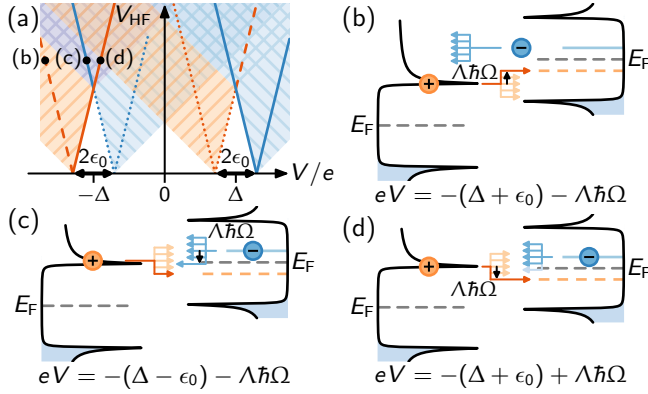 (a)
V_HF
(b)
(c)
(d)
2ϵ₀
2ϵ₀
V/e
−Δ
0
Δ
(b)
−
ΛℏΩ
E_F
+
E_F
eV = −(Δ + ϵ₀) − ΛℏΩ
(c)
ΛℏΩ
+
−
E_F
E_F
eV = −(Δ − ϵ₀) − ΛℏΩ
(d)
+
−
E_F
ΛℏΩ
E_F
eV = −(Δ + ϵ₀) + ΛℏΩ